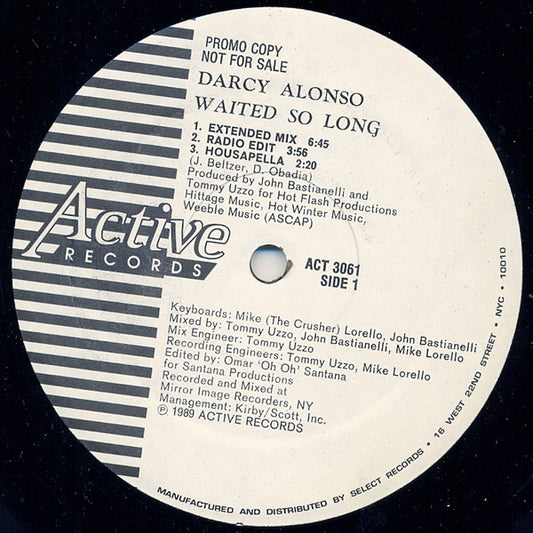 PROMO COPY
NOT FOR SALE
DARCY ALONSO
WAITED SO LONG
1. EXTENDED MIX 6:45
2. RADIO EDIT 3:56
3. HOUSAPELLA 2:20
(J. Beltzer, D. Obadia)
Produced by John Bastianelli and
Tommy Uzzo for Hot Flash Productions
Hittage Music, Hot Winter Music,
Weeble Music (ASCAP)
Active
RECORDS
ACT 3061
SIDE 1
Keyboards: Mike (The Crusher) Lorello, John Bastianelli
Mixed by: Tommy Uzzo, John Bastianelli, Mike Lorello
Mix Engineer: Tommy Uzzo
Recording Engineers: Tommy Uzzo, Mike Lorello
Edited by: Omar 'Oh Oh' Santana
for Santana Productions
Recorded and Mixed at
Mirror Image Recorders, NY
Management: Kirby/Scott, Inc.
℗ 1989 ACTIVE RECORDS
MANUFACTURED AND DISTRIBUTED BY SELECT RECORDS • 16 WEST 22ND STREET • NYC • 10010